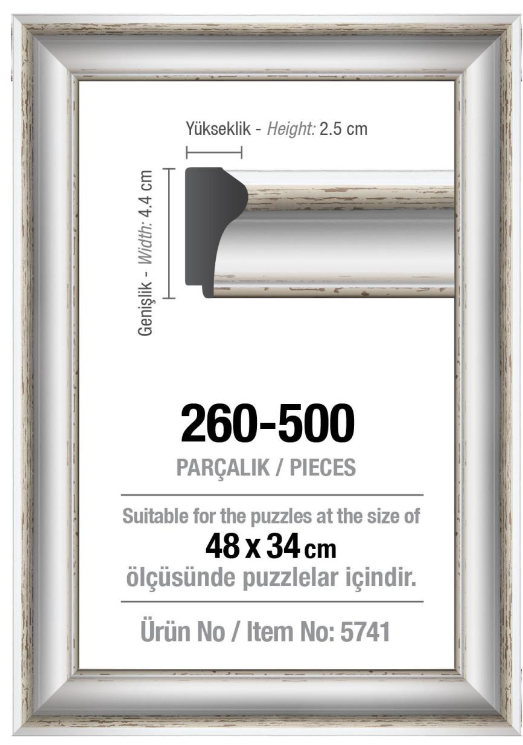 Yükseklik - Height: 2.5 cm
Genişlik - Width: 4.4 cm
260-500
PARÇALIK / PIECES
Suitable for the puzzles at the size of
48 x 34 cm
ölçüsünde puzzlelar içindir.
Ürün No / Item No: 5741